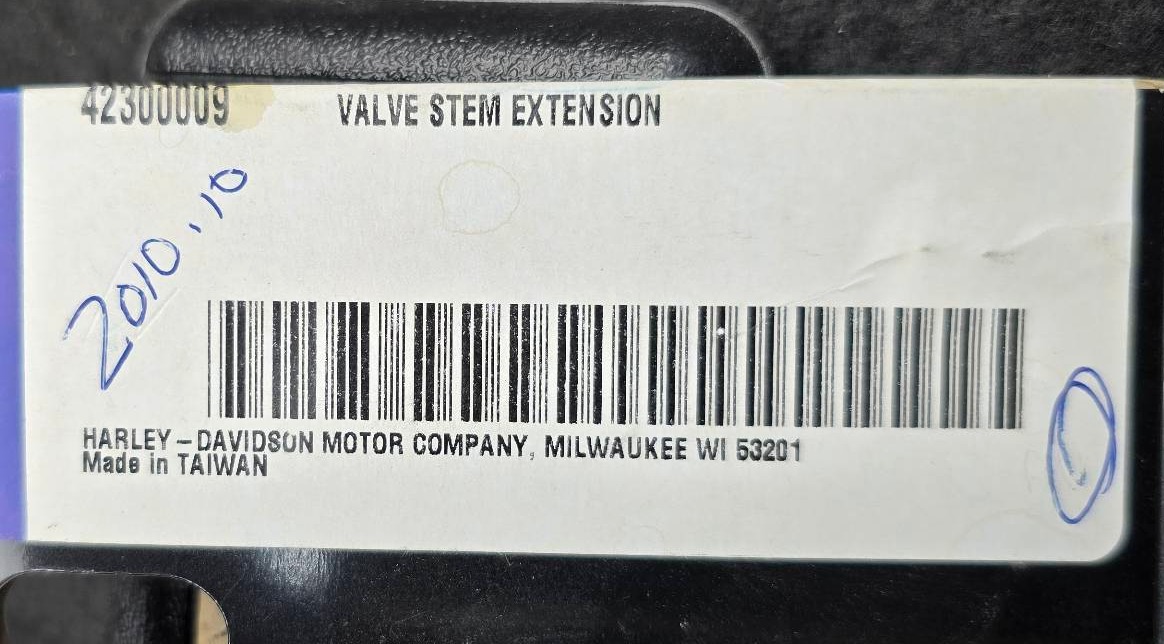 42300009 VALVE STEM EXTENSION
2010.10
HARLEY-DAVIDSON MOTOR COMPANY, MILWAUKEE WI 53201
Made in TAIWAN